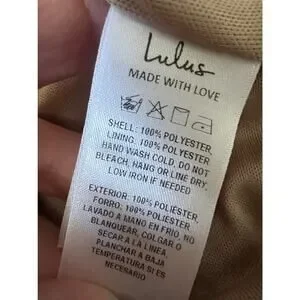 Lulus
MADE WITH LOVE
SHELL: 100% POLYESTER,
LINING: 100% POLYESTER
HAND WASH COLD. DO NOT
BLEACH, HANG OR LINE DRY.
LOW IRON IF NEEDED
EXTERIOR: 100% POLIÉSTER,
FORRO: 100% POLIÉSTER
LAVADO A MANO EN FRIO, NO
BLANQUEAR, COLGAR O
SECAR A LA LINEA,
PLANCHAR A BAJA
TEMPERATURA SI ES
NECESARIO